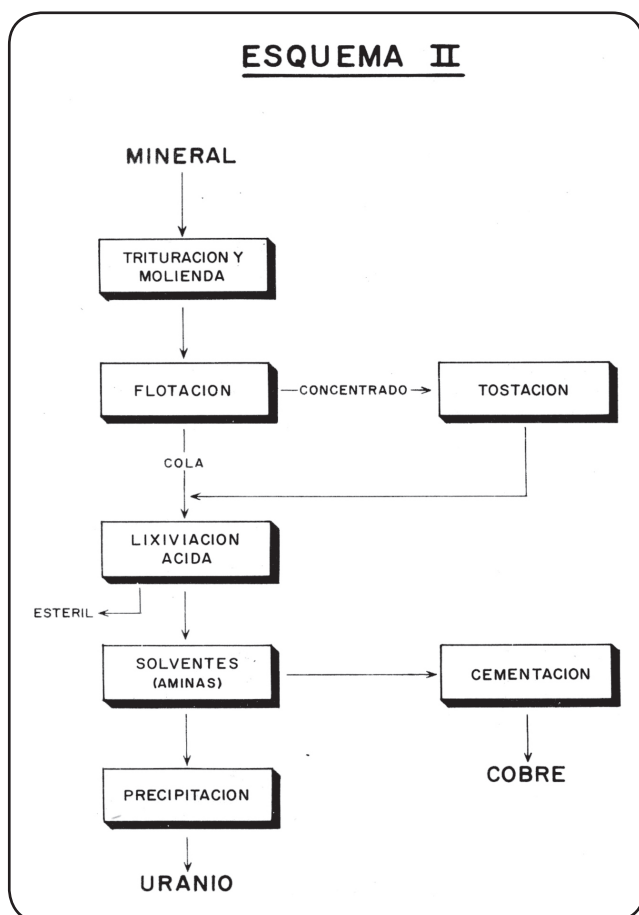 ESQUEMA II
MINERAL
TRITURACION Y
MOLIENDA
FLOTACION
CONCENTRADO
TOSTACION
COLA
LIXIVIACION
ACIDA
ESTERIL
SOLVENTES
(AMINAS)
CEMENTACION
PRECIPITACION
COBRE
URANIO